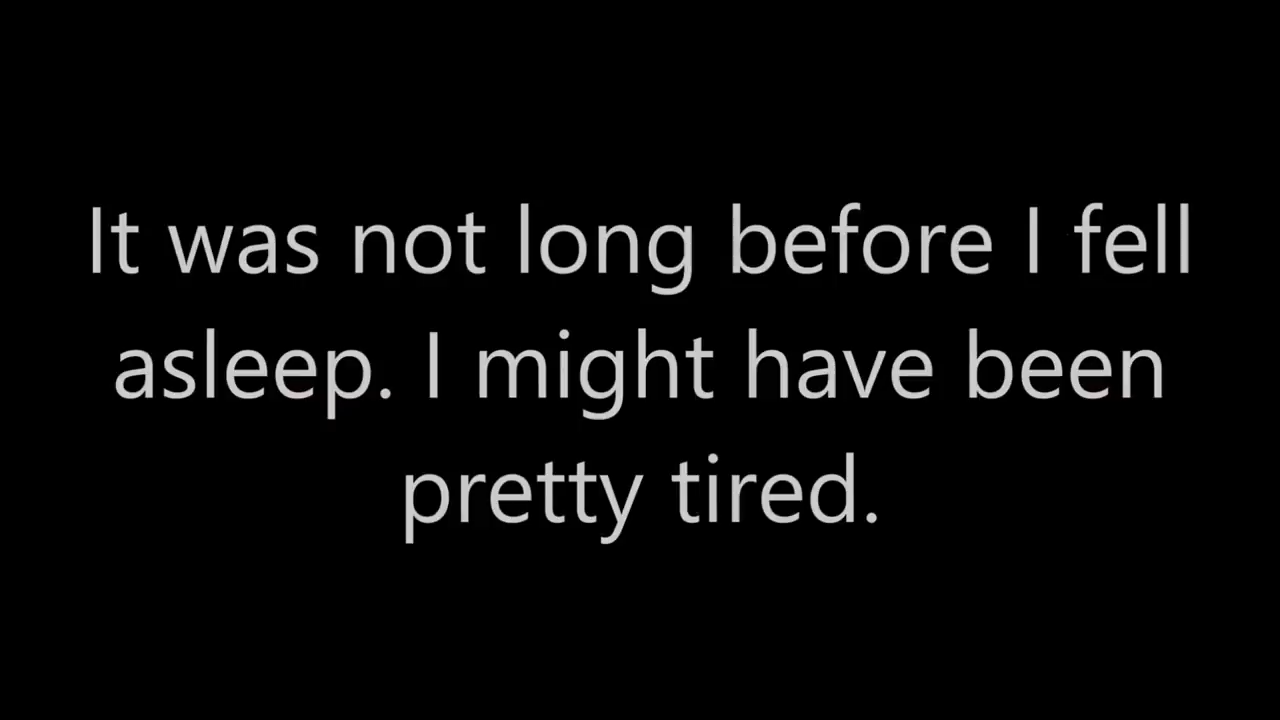 It was not long before I fell
asleep. I might have been
pretty tired.